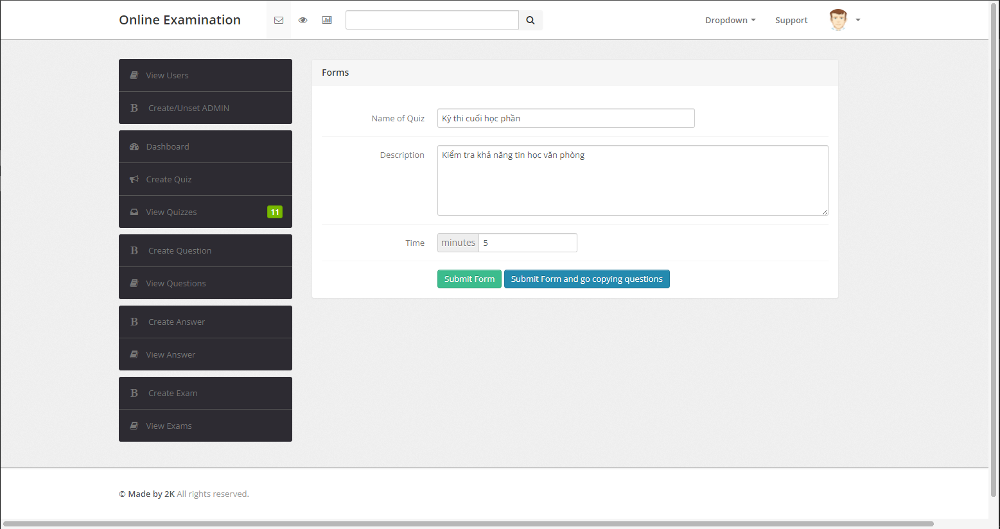 Online Examination
Dropdown
Support
View Users
B Create/Unset ADMIN
Dashboard
Create Quiz
View Quizzes 11
B Create Question
View Questions
B Create Answer
View Answer
B Create Exam
View Exams
Forms
Name of Quiz Kỳ thi cuối học phần
Description Kiểm tra khả năng tin học văn phòng
Time minutes 5
Submit Form Submit Form and go copying questions
© Made by 2K All rights reserved.